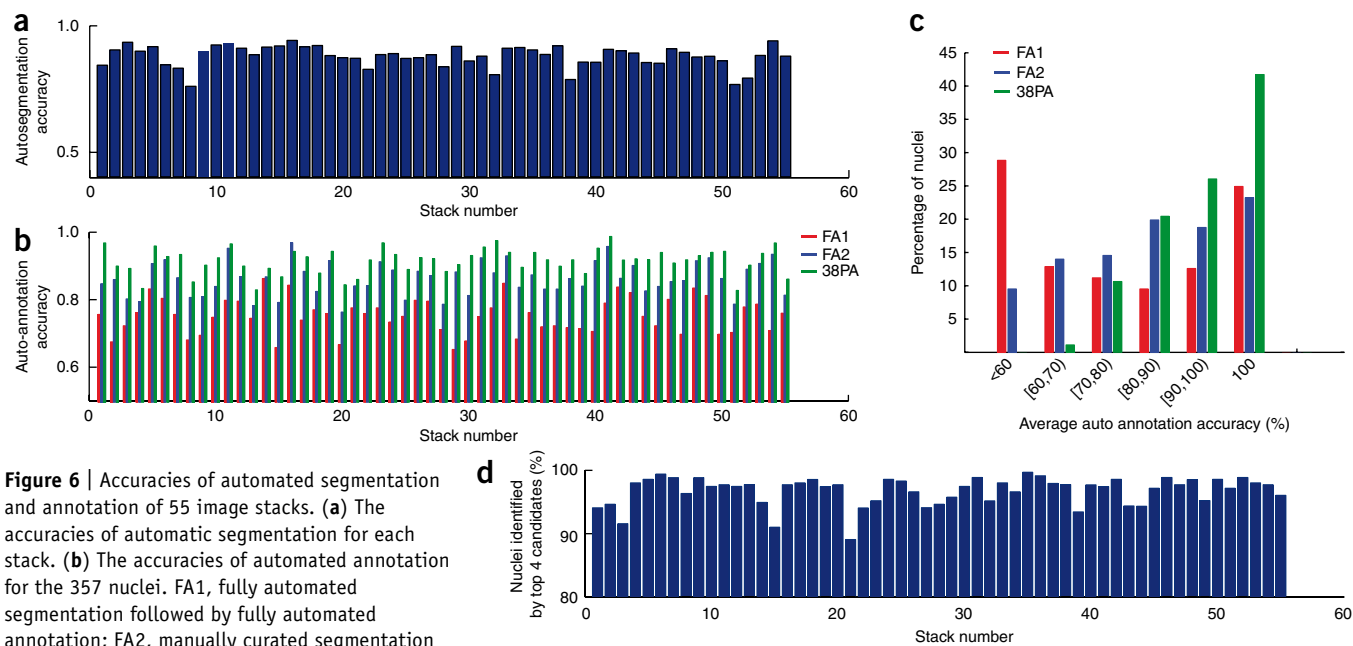 a
1.0
0.5
Autosegmentation
accuracy
0
10
20
30
40
50
60
Stack number
b
1.0
0.8
0.6
Auto-annotation
accuracy
FA1
FA2
38PA
0
10
20
30
40
50
60
Stack number
c
45
40
35
30
25
20
15
10
5
Percentage of nuclei
FA1
FA2
38PA
<60
[60,70)
[70,80)
[80,90)
[90,100)
100
Average auto annotation accuracy (%)
Figure 6 | Accuracies of automated segmentation
and annotation of 55 image stacks. (a) The
accuracies of automatic segmentation for each
stack. (b) The accuracies of automated annotation
for the 357 nuclei. FA1, fully automated
segmentation followed by fully automated
annotation; FA2, manually curated segmentation
d
100
90
80
Nuclei identified
by top 4 candidates (%)
0
10
20
30
40
50
60
Stack number